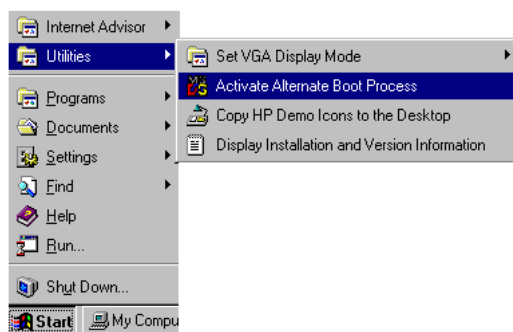 Internet Advisor
Utilities
Programs
Documents
Settings
Find
Help
Run...
Shut Down...
Start
My Compu
Set VGA Display Mode
Activate Alternate Boot Process
Copy HP Demo Icons to the Desktop
Display Installation and Version Information